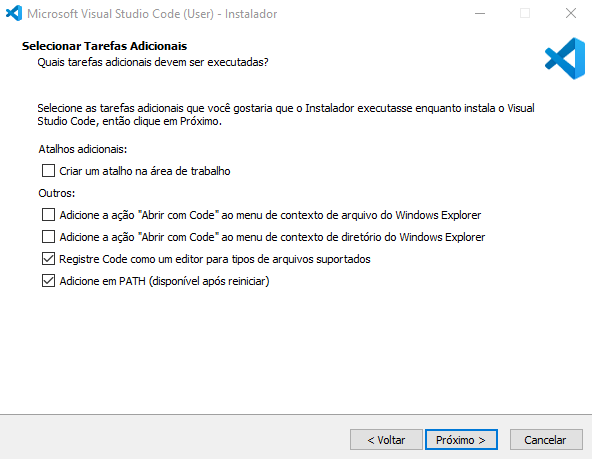 Microsoft Visual Studio Code (User) - Instalador
Selecionar Tarefas Adicionais
Quais tarefas adicionais devem ser executadas?
Selecione as tarefas adicionais que você gostaria que o Instalador executasse enquanto instala o Visual
Studio Code, então clique em Próximo.
Atalhos adicionais:
Criar um atalho na área de trabalho
Outros:
Adicione a ação "Abrir com Code" ao menu de contexto de arquivo do Windows Explorer
Adicione a ação "Abrir com Code" ao menu de contexto de diretório do Windows Explorer
Registre Code como um editor para tipos de arquivos suportados
Adicione em PATH (disponível após reiniciar)
< Voltar
Próximo >
Cancelar